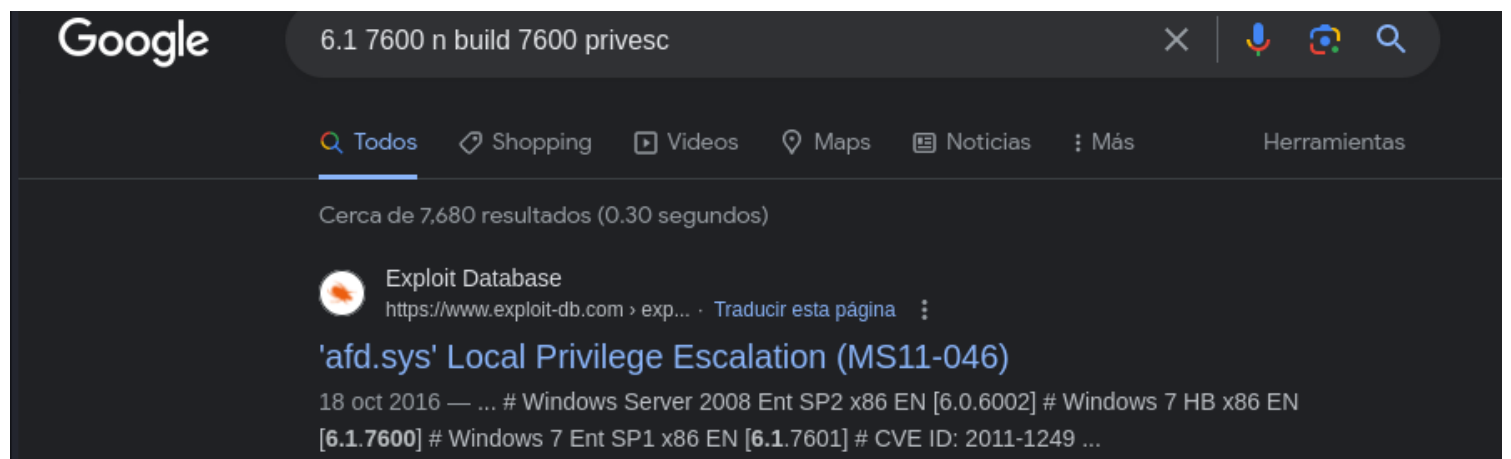 Google
6.1 7600 n build 7600 privesc
Todos Shopping Videos Maps Noticias Más Herramientas
Cerca de 7,680 resultados (0.30 segundos)
Exploit Database
https://www.exploit-db.com › exp... · Traducir esta página
'afd.sys' Local Privilege Escalation (MS11-046)
18 oct 2016 — ... # Windows Server 2008 Ent SP2 x86 EN [6.0.6002] # Windows 7 HB x86 EN
[6.1.7600] # Windows 7 Ent SP1 x86 EN [6.1.7601] # CVE ID: 2011-1249 ...